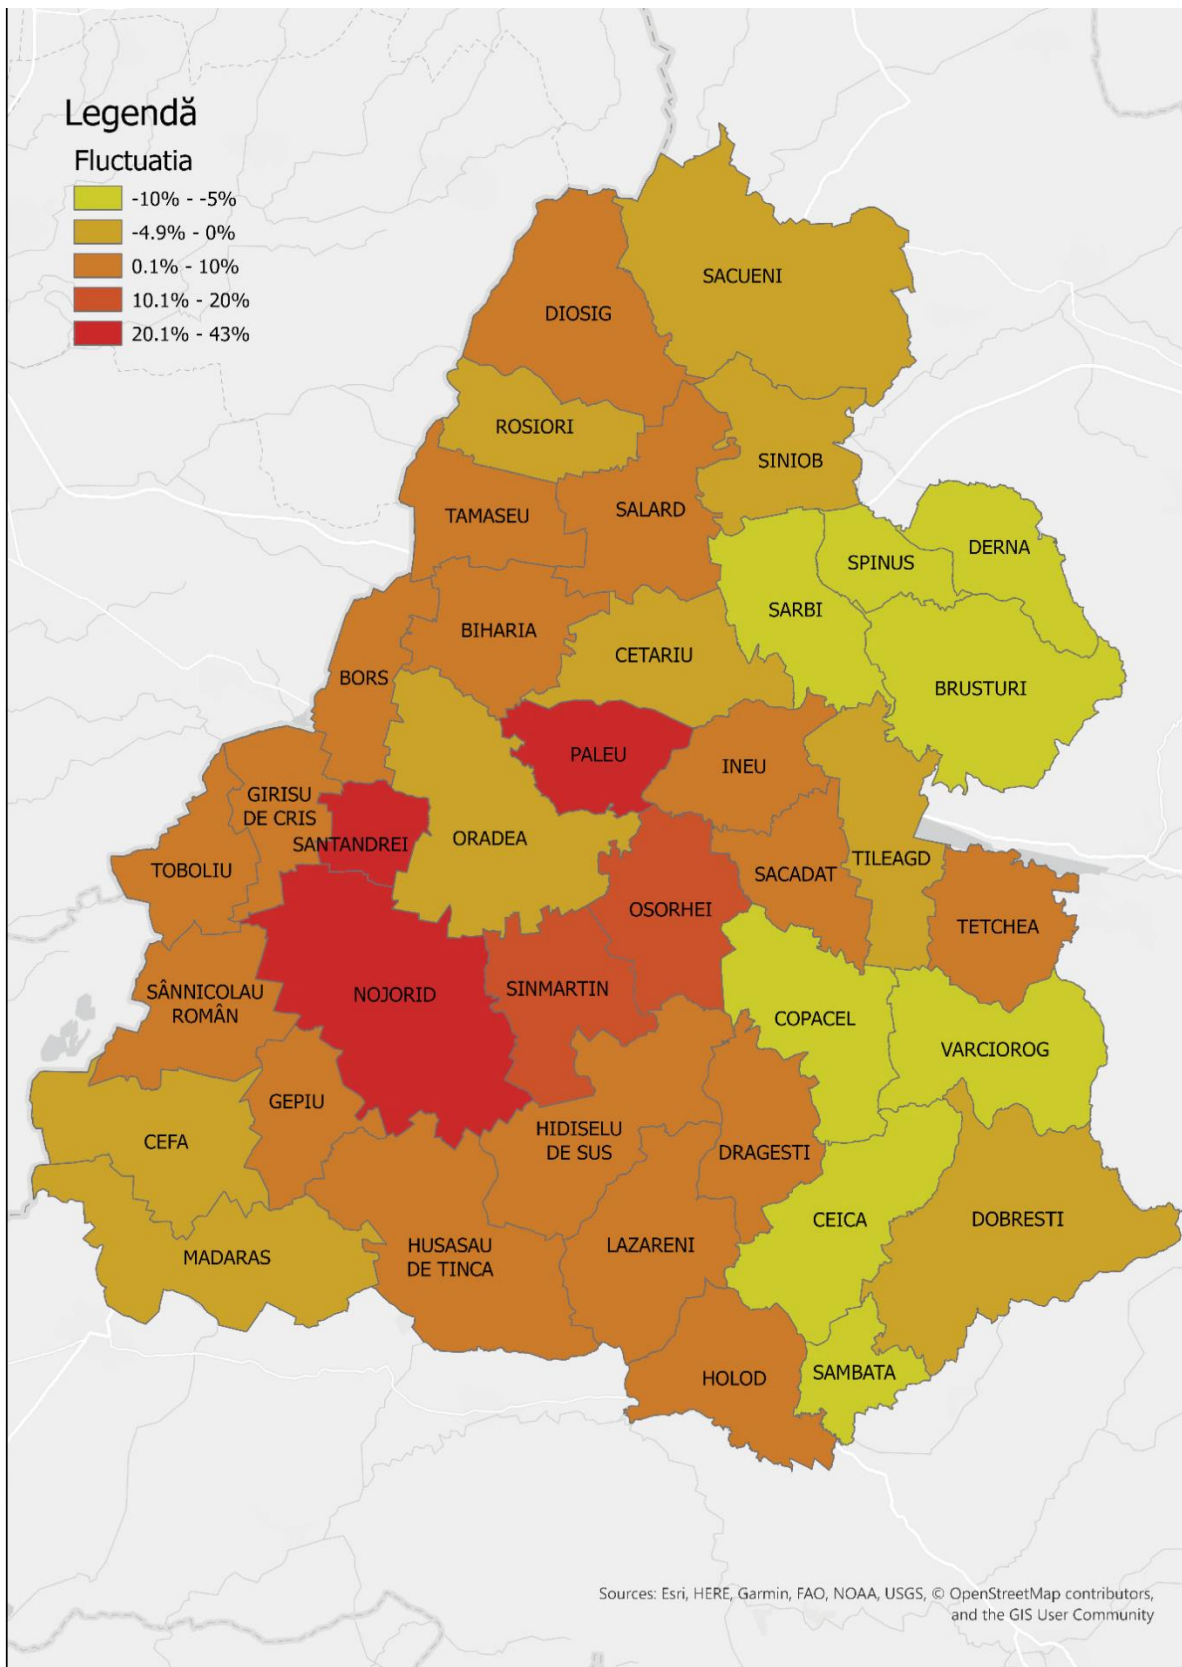 Legendă
Fluctuatia
-10% - -5%
-4.9% - 0%
0.1% - 10%
10.1% - 20%
20.1% - 43%
SACUENI
DIOSIG
ROSIORI
SINIOB
TAMASEU
SALARD
DERNA
SPINUS
SARBI
BIHARIA
CETARIU
BORS
BRUSTURI
PALEU
INEU
GIRISU
DE CRIS
SANTANDREI
ORADEA
TILEAGD
TOBOLIU
SACADAT
OSORHEI
TETCHEA
SÂNNICOLAU
ROMÂN
NOJORID
SINMARTIN
COPACEL
VARCIOROG
GEPIU
CEFA
HIDISELU
DE SUS
DRAGESTI
CEICA
DOBRESTI
MADARAS
HUSASAU
DE TINCA
LAZARENI
HOLOD
SAMBATA
Sources: Esri, HERE, Garmin, FAO, NOAA, USGS, © OpenStreetMap contributors,
and the GIS User Community